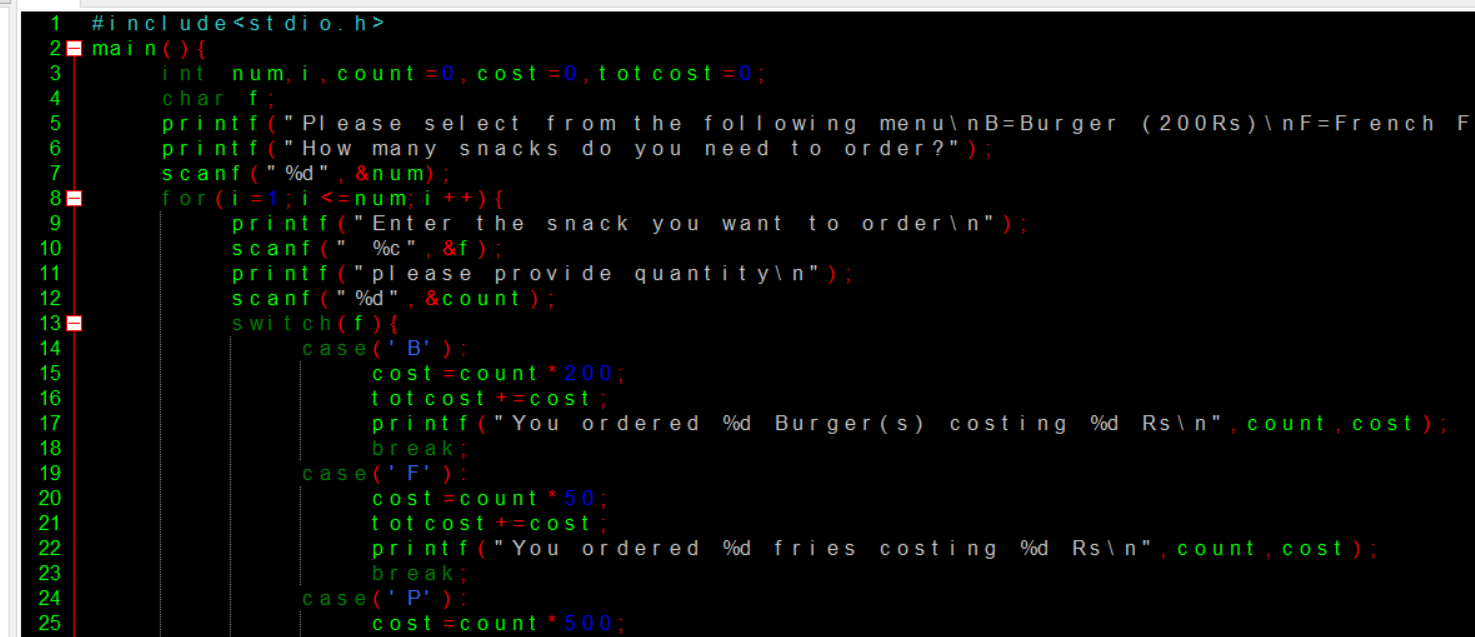 1 #include<stdio.h>
2 main(){
3 int num,i,count=0,cost=0,totcost=0;
4 char f;
5 printf("Please select from the following menu\nB=Burger (200Rs)\nF=French F
6 printf("How many snacks do you need to order?");
7 scanf("%d",&num);
8 for(i=1;i<=num;i++){
9 printf("Enter the snack you want to order\n");
10 scanf(" %c",&f);
11 printf("please provide quantity\n");
12 scanf("%d",&count);
13 switch(f){
14 case('B'):
15 cost=count*200;
16 totcost+=cost;
17 printf("You ordered %d Burger(s) costing %d Rs\n",count,cost);
18 break;
19 case('F'):
20 cost=count*50;
21 totcost+=cost;
22 printf("You ordered %d fries costing %d Rs\n",count,cost);
23 break;
24 case('P'):
25 cost=count*500;